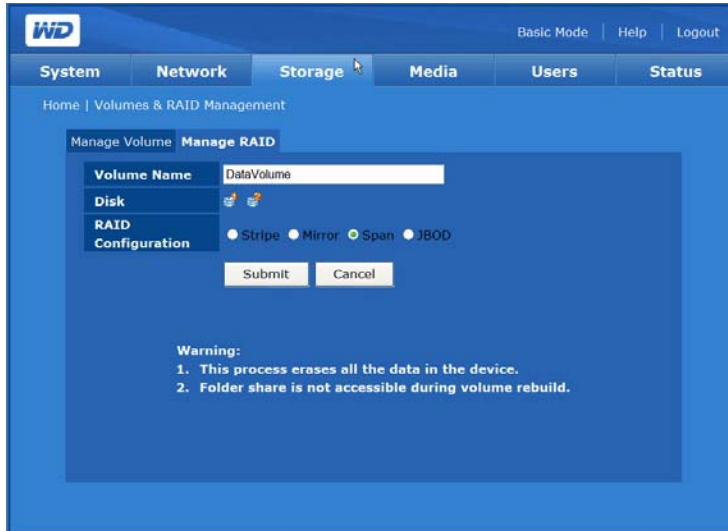 WD
Basic Mode | Help | Logout
System Network Storage Media Users Status
Home | Volumes & RAID Management
Manage Volume Manage RAID
Volume Name DataVolume
Disk
RAID
Configuration Stripe Mirror Span JBOD
Submit Cancel
Warning:
1. This process erases all the data in the device.
2. Folder share is not accessible during volume rebuild.